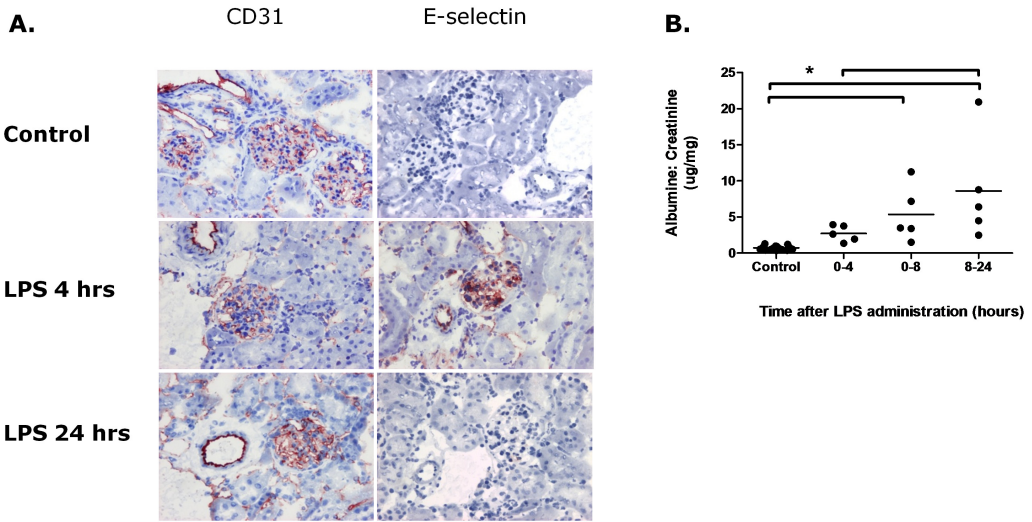 A.
CD31
E-selectin
Control
LPS 4 hrs
LPS 24 hrs
B.
*
25
20
15
10
5
0
Albumine: Creatinine
(ug/mg)
Control
0-4
0-8
8-24
Time after LPS administration (hours)